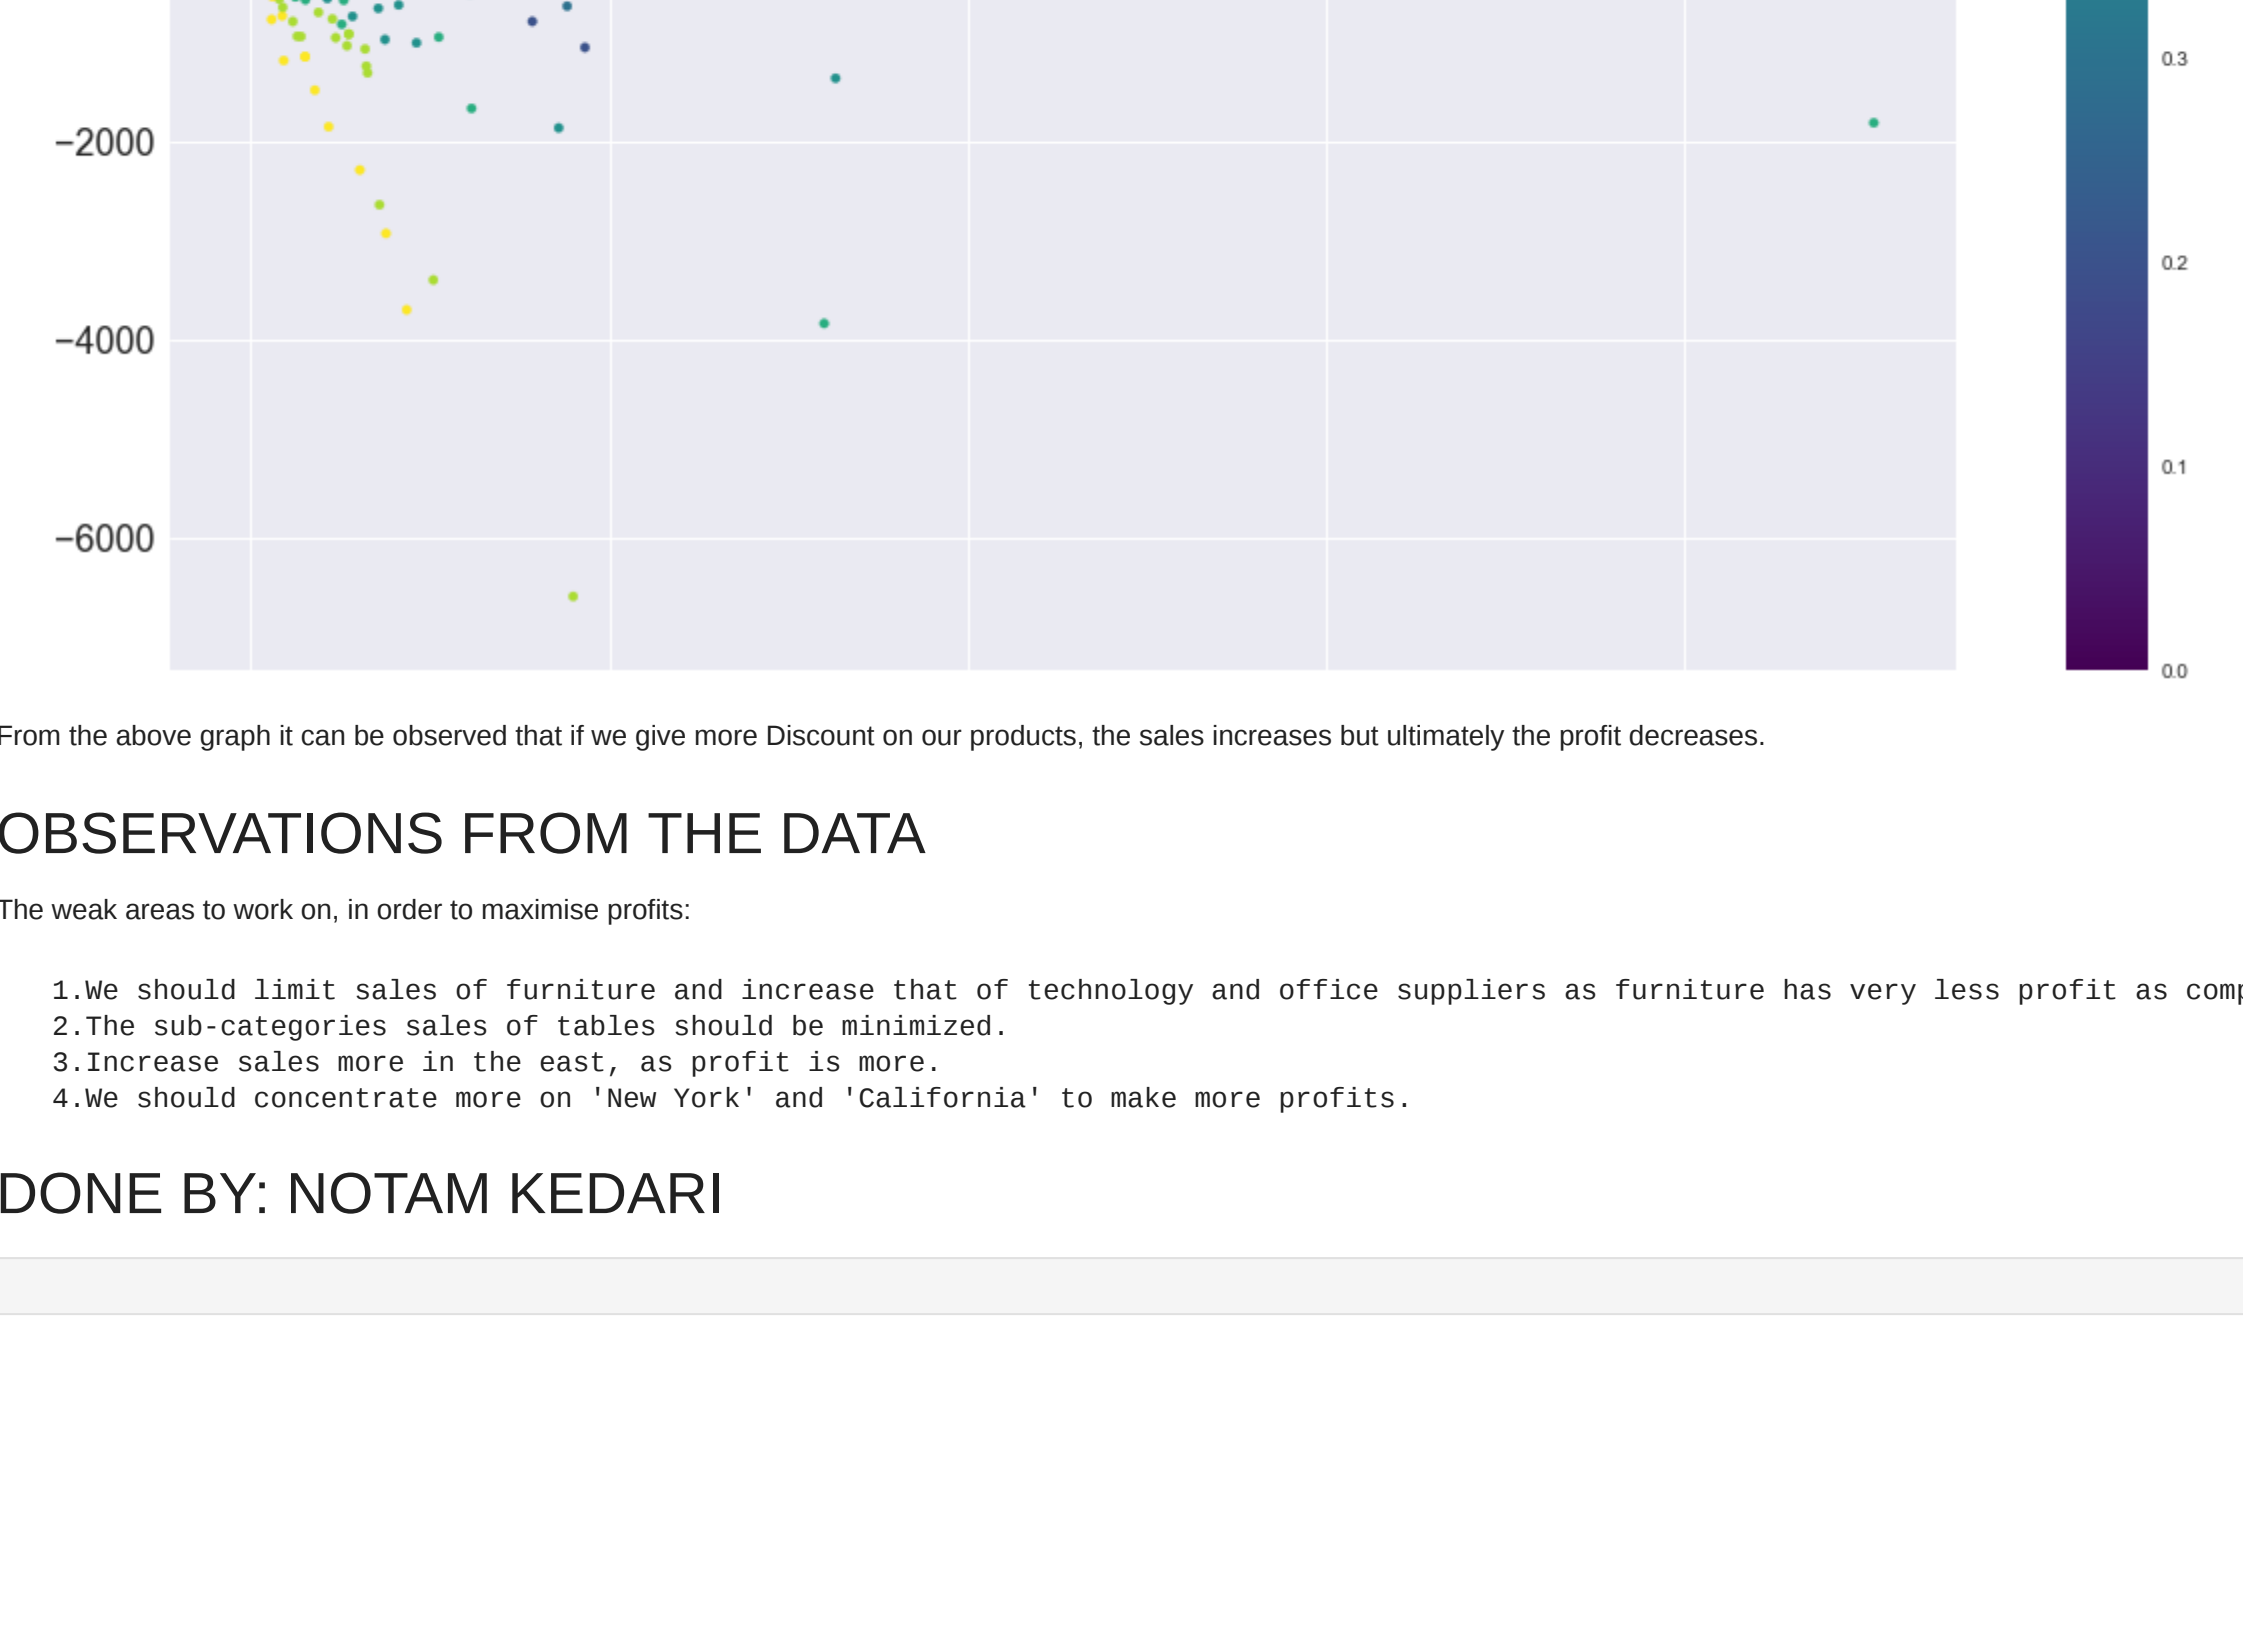 0.3
−2000
0.2
−4000
0.1
−6000
0.0
From the above graph it can be observed that if we give more Discount on our products, the sales increases but ultimately the profit decreases.
OBSERVATIONS FROM THE DATA
The weak areas to work on, in order to maximise profits:
1.We should limit sales of furniture and increase that of technology and office suppliers as furniture has very less profit as comp
2.The sub-categories sales of tables should be minimized.
3.Increase sales more in the east, as profit is more.
4.We should concentrate more on 'New York' and 'California' to make more profits.
DONE BY: NOTAM KEDARI